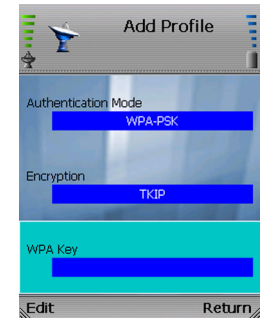 Add Profile
Authentication Mode
WPA-PSK
Encryption
TKIP
WPA Key
Edit Return